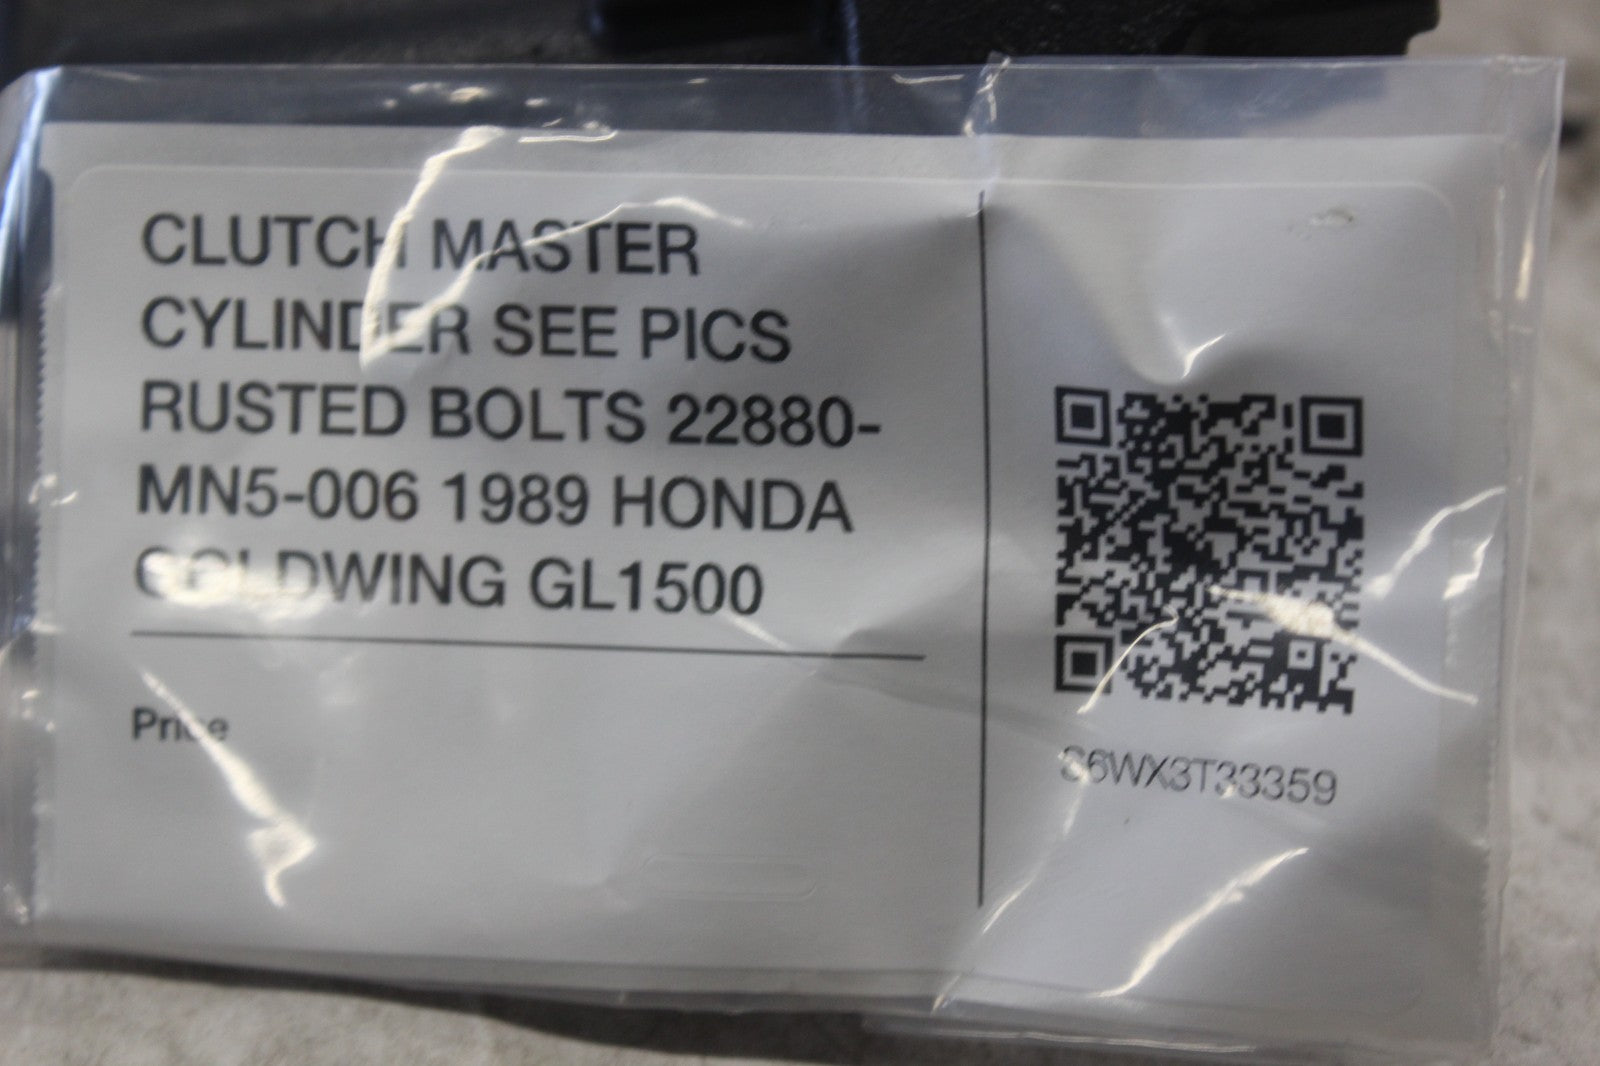 CLUTCH MASTER
CYLINDER SEE PICS
RUSTED BOLTS 22880-
MN5-006 1989 HONDA
GOLDWING GL1500
Price
S6WX3T33359